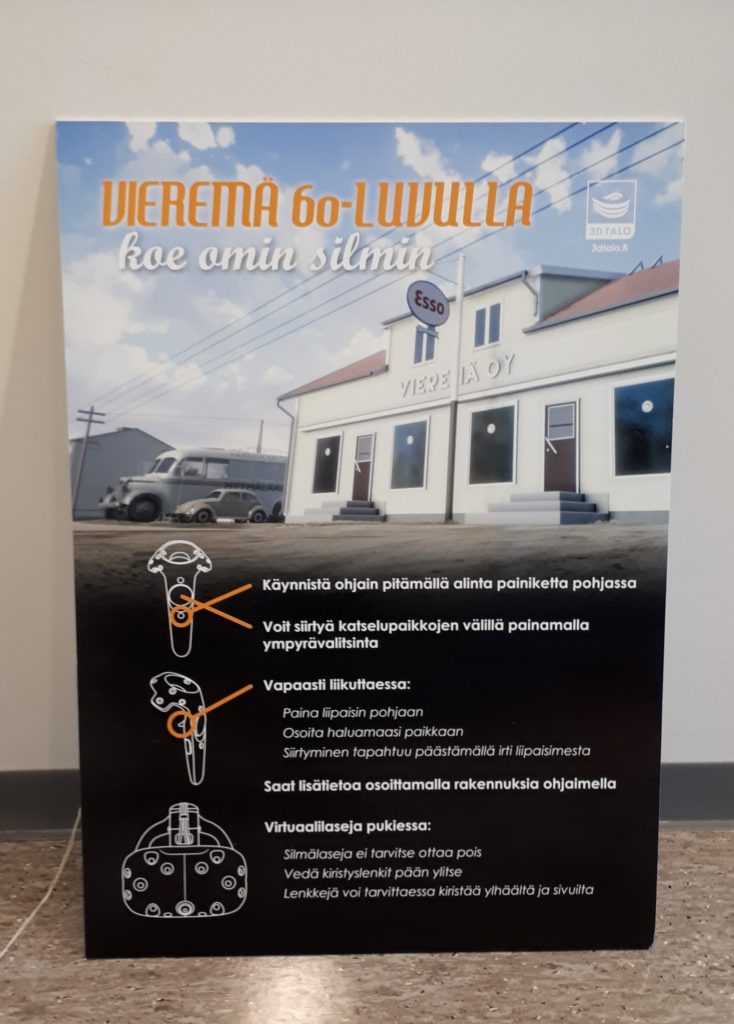 VIEREMÄ 60-LUVULLA
koe omin silmin
3D TALO
3dtalo.fi
Esso
VIEREMÄ OY
Käynnistä ohjain pitämällä alinta painiketta pohjassa
Voit siirtyä katselupaikkojen välillä painamalla
ympyrävalitsinta
Vapaasti liikuttaessa:
Paina liipaisin pohjaan
Osoita haluamaasi paikkaan
Siirtyminen tapahtuu päästämällä irti liipaisimesta
Saat lisätietoa osoittamalla rakennuksia ohjaimella
Virtuaalilaseja pukiessa:
Silmälaseja ei tarvitse ottaa pois
Vedä kiristyslenkit pään ylitse
Lenkkejä voi tarvittaessa kiristää ylhäältä ja sivuilta